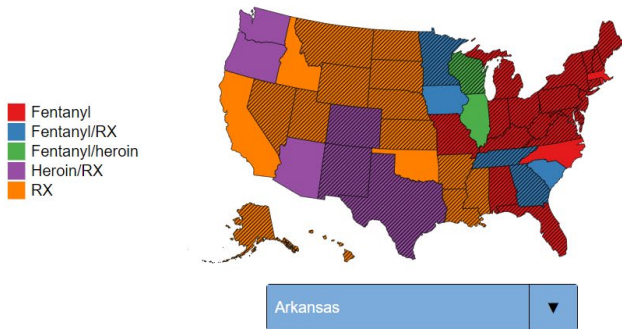 Fentanyl
Fentanyl/RX
Fentanyl/heroin
Heroin/RX
RX
Arkansas